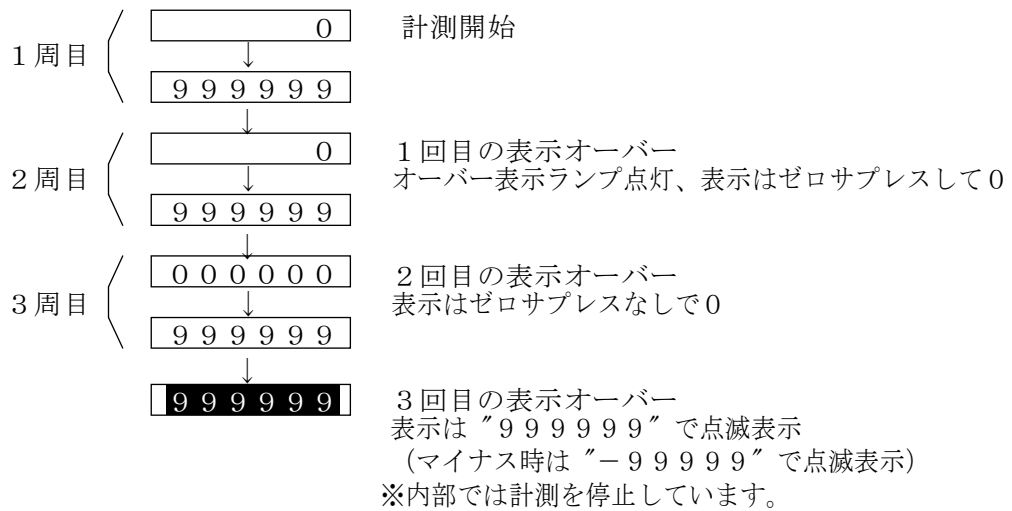 ０　計測開始
１周目
↓
９９９９９９
↓
０　１回目の表示オーバー
２周目　オーバー表示ランプ点灯、表示はゼロサプレスして０
↓
９９９９９９
↓
００００００　２回目の表示オーバー
３周目　表示はゼロサプレスなしで０
↓
９９９９９９
↓
９９９９９９　３回目の表示オーバー
表示は″９９９９９９″で点滅表示
（マイナス時は″－９９９９９″で点滅表示）
※内部では計測を停止しています。